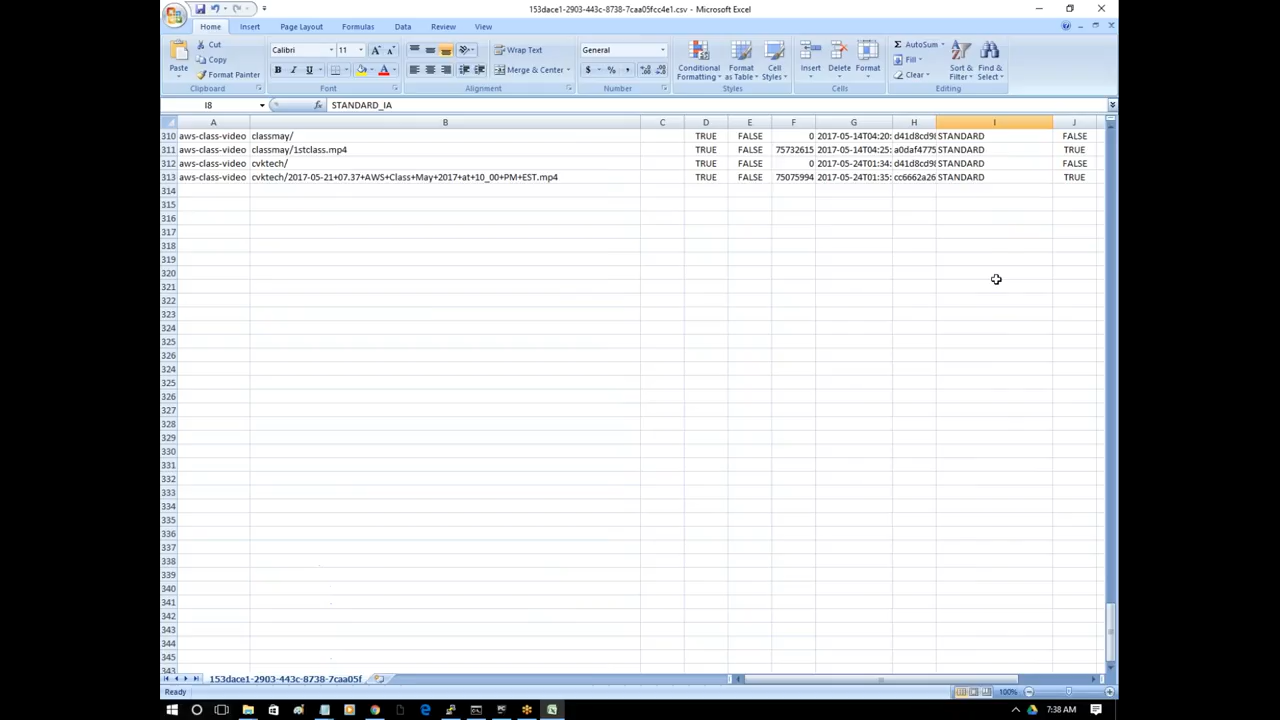 153dace1-2903-443c-8738-7caa05fcc4e1.csv - Microsoft Excel
Home Insert Page Layout Formulas Data Review View
Paste Cut Copy Format Painter Clipboard
Calibri 11 Font
Wrap Text Merge & Center Alignment
General Number
Conditional Formatting Format as Table Cell Styles Styles
Insert Delete Format Cells
AutoSum Fill Clear Sort & Filter Find & Select Editing
I8 fx STANDARD_IA
A B C D E F G H I J
310 aws-class-video classmay/ TRUE FALSE 0 2017-05-14T04:20: d41d8cd9 STANDARD FALSE
311 aws-class-video classmay/1stclass.mp4 TRUE FALSE 75732615 2017-05-14T04:25: a0daf4775 STANDARD TRUE
312 aws-class-video cvktech/ TRUE FALSE 0 2017-05-24T01:34: d41d8cd9 STANDARD FALSE
313 aws-class-video cvktech/2017-05-21+07.37+AWS+Class+May+2017+at+10_00+PM+EST.mp4 TRUE FALSE 75075994 2017-05-24T01:35: cc6662a26 STANDARD TRUE
314
315
316
317
318
319
320
321
322
323
324
325
326
327
328
329
330
331
332
333
334
335
336
337
338
339
340
341
342
343
344
345
153dace1-2903-443c-8738-7caa05f
Ready 100%
7:38 AM